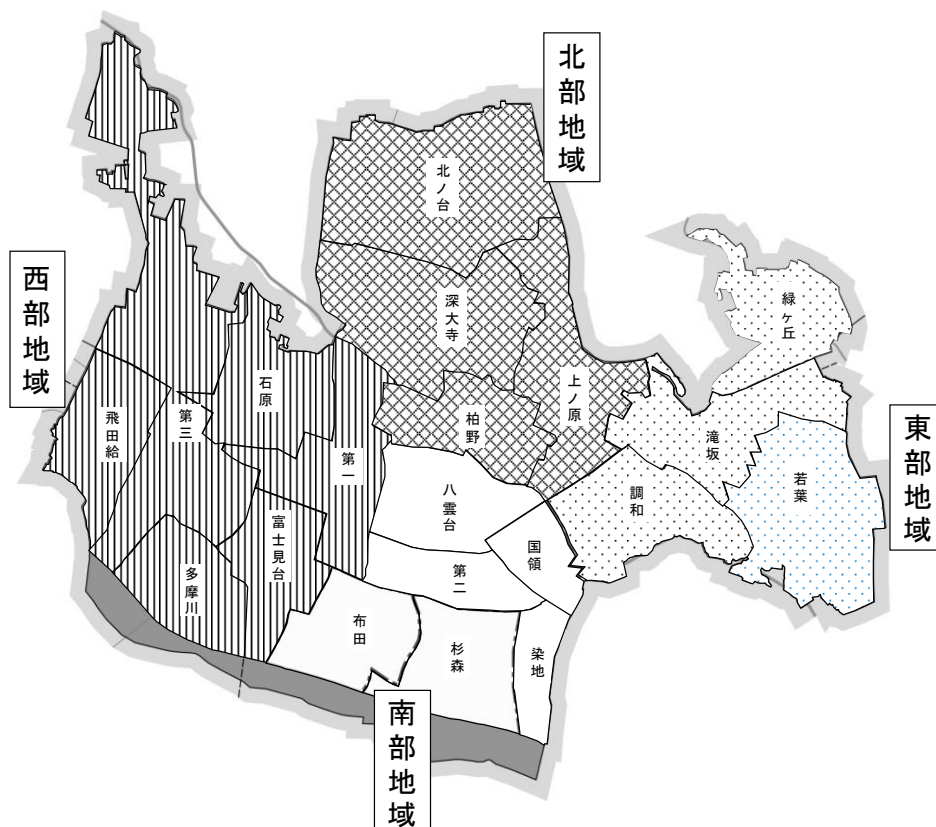 北部地域
北ノ台
西部地域
緑ヶ丘
深大寺
石原
上ノ原
飛田給
第三
柏野
東部地域
滝坂
第一
若葉
八雲台
調和
富士見台
国領
多摩川
第二
布田
杉森
染地
南部地域